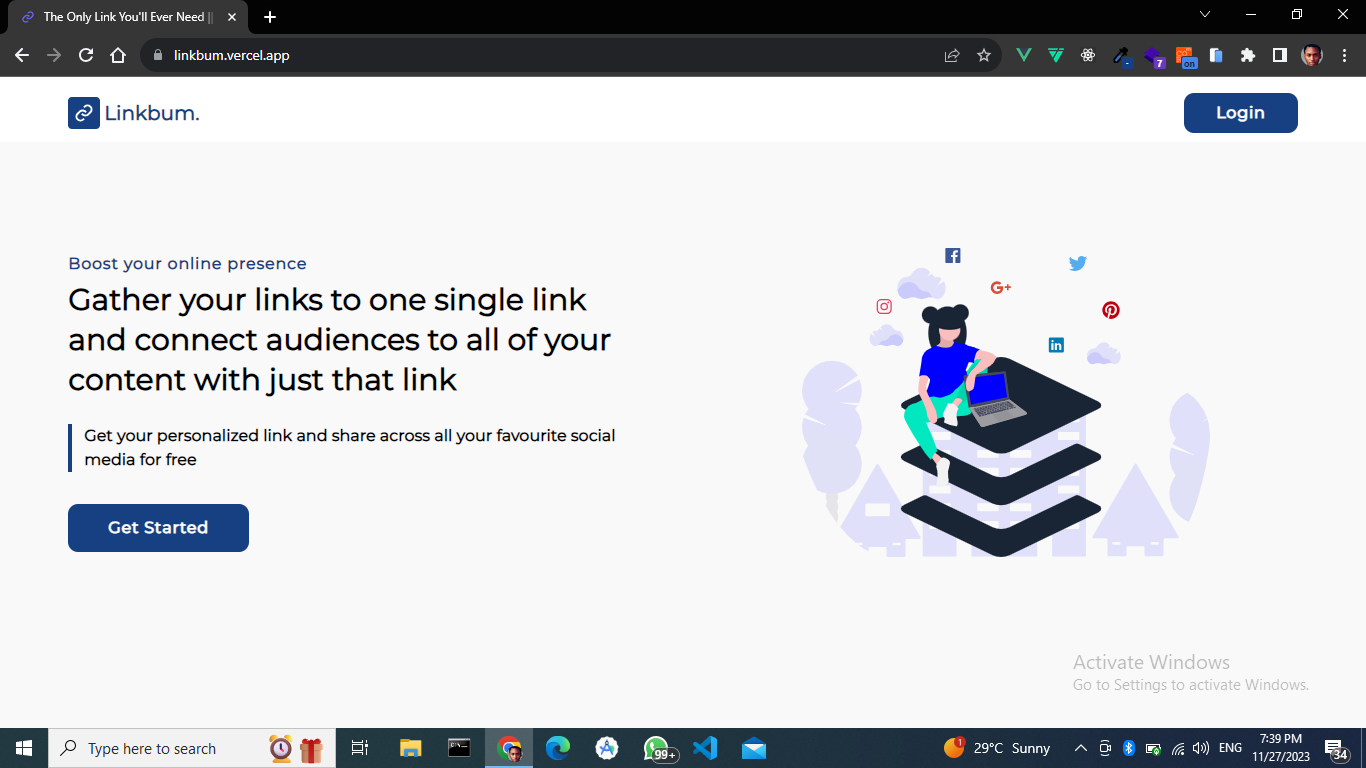 The Only Link You'll Ever Need ||
linkbum.vercel.app
7
on
Linkbum.
Login
Boost your online presence
Gather your links to one single link
and connect audiences to all of your
content with just that link
Get your personalized link and share across all your favourite social
media for free
Get Started
Activate Windows
Go to Settings to activate Windows.
Type here to search
99+
1
29°C Sunny
ENG
7:39 PM
11/27/2023
34